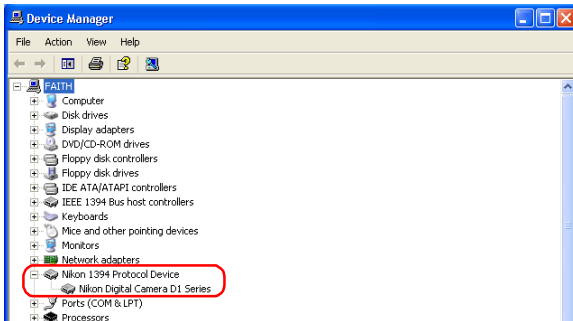 Device Manager
File Action View Help
FAITH
Computer
Disk drives
Display adapters
DVD/CD-ROM drives
Floppy disk controllers
Floppy disk drives
IDE ATA/ATAPI controllers
IEEE 1394 Bus host controllers
Keyboards
Mice and other pointing devices
Monitors
Network adapters
Nikon 1394 Protocol Device
Nikon Digital Camera D1 Series
Ports (COM & LPT)
Processors